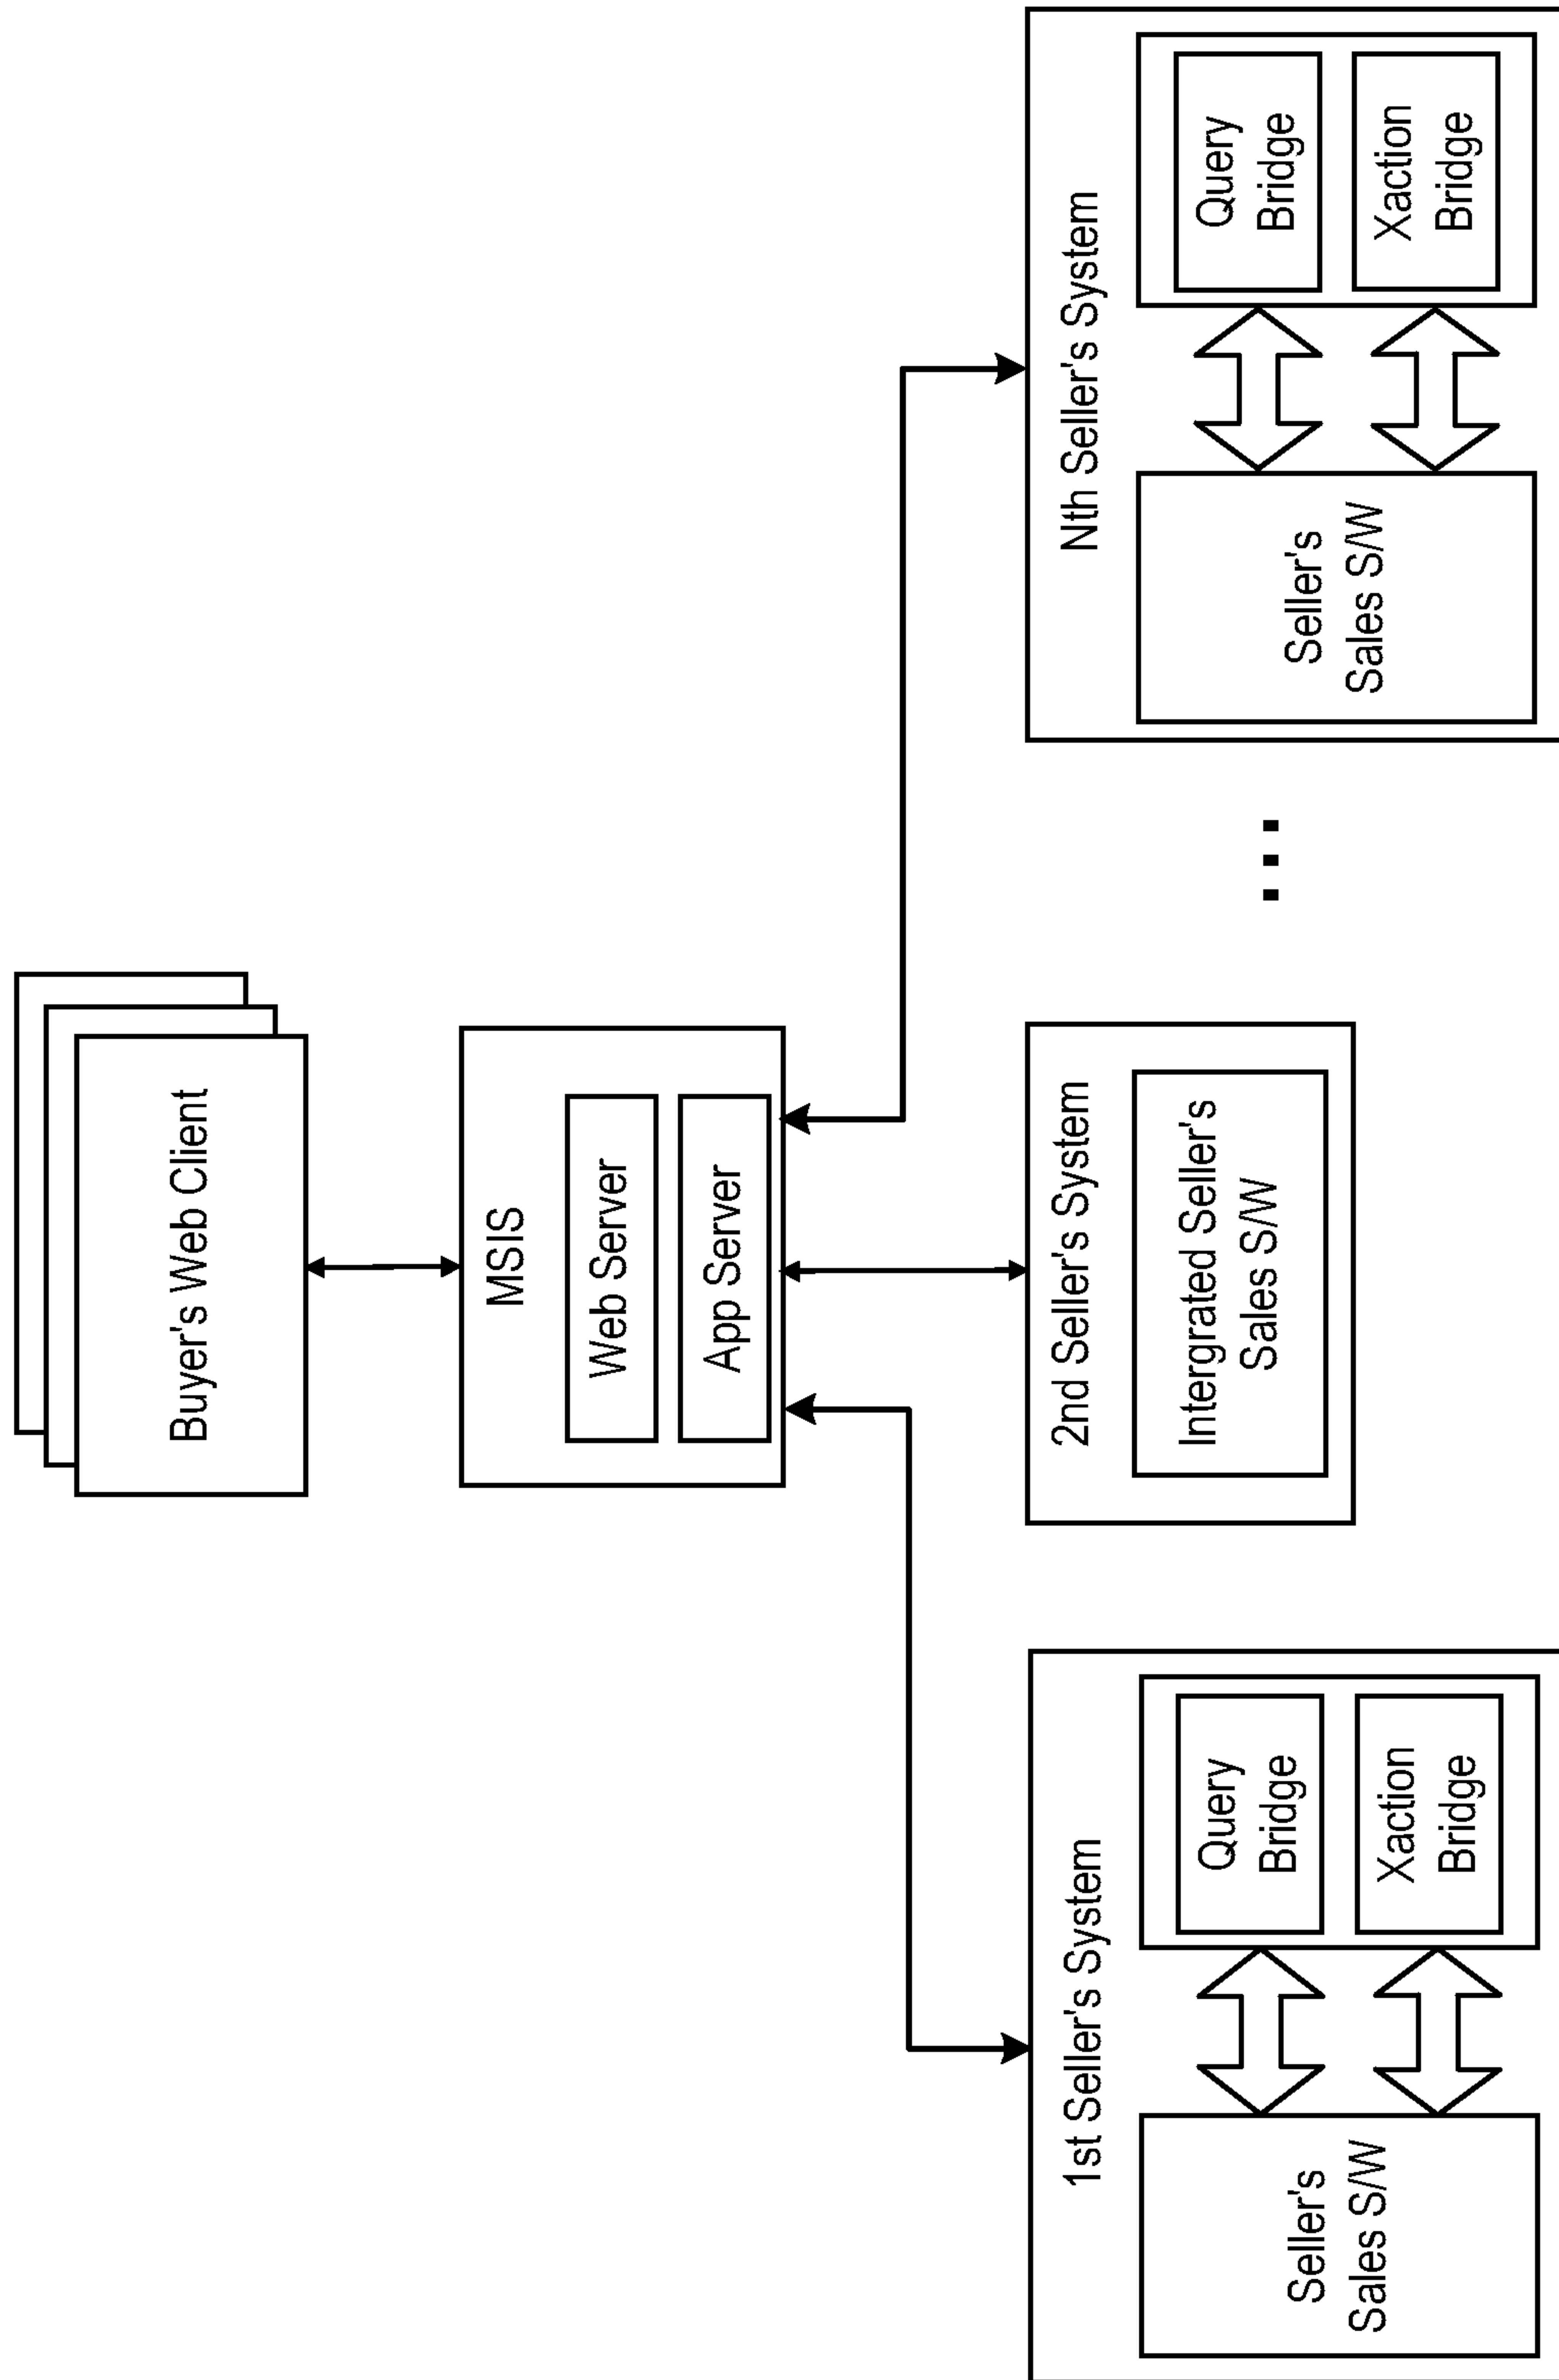 Buyer's Web Client
MSIS
Web Server
App Server
1st Seller's System
Seller's
Sales S/W
Query
Bridge
Xaction
Bridge
2nd Seller's System
Intergrated Seller's
Sales S/W
...
Nth Seller's System
Seller's
Sales S/W
Query
Bridge
Xaction
Bridge